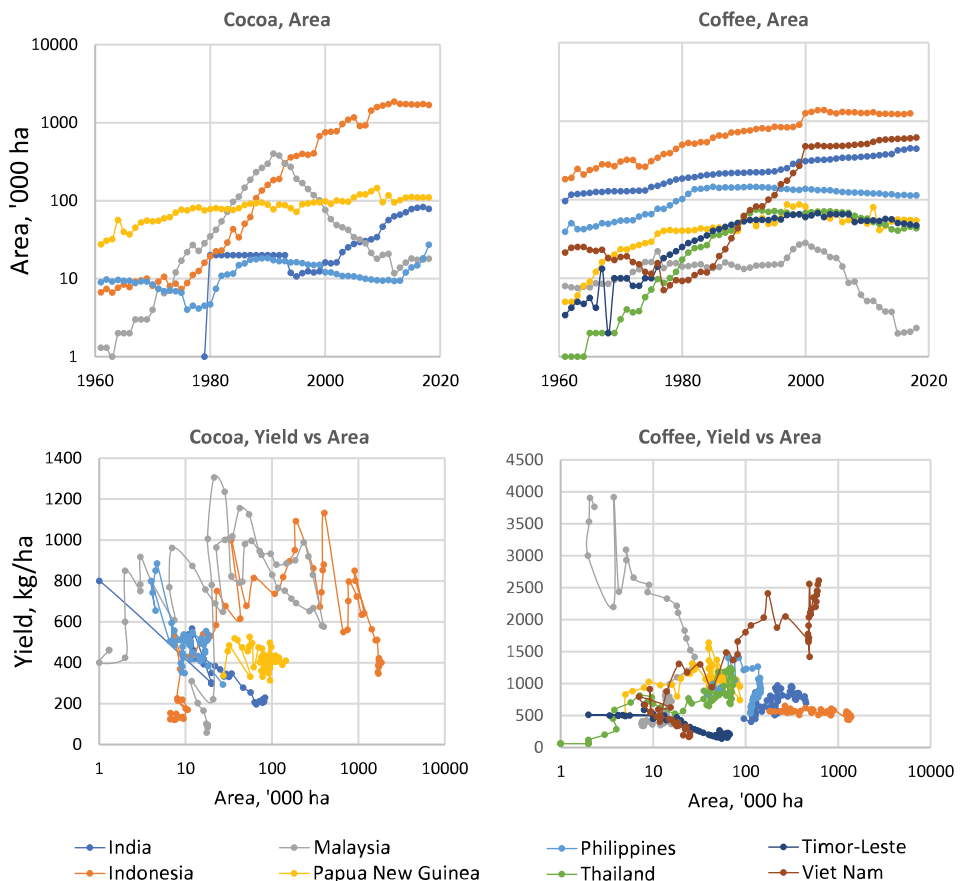 Cocoa, Area
Coffee, Area
Area, '000 ha
10000
1000
100
10
1
1960
1980
2000
2020
1960
1980
2000
2020
Cocoa, Yield vs Area
Coffee, Yield vs Area
Yield, kg/ha
1400
1200
1000
800
600
400
200
0
1
10
100
1000
10000
Area, '000 ha
4500
4000
3500
3000
2500
2000
1500
1000
500
0
1
10
100
1000
10000
Area, '000 ha
India
Malaysia
Philippines
Timor-Leste
Indonesia
Papua New Guinea
Thailand
Viet Nam